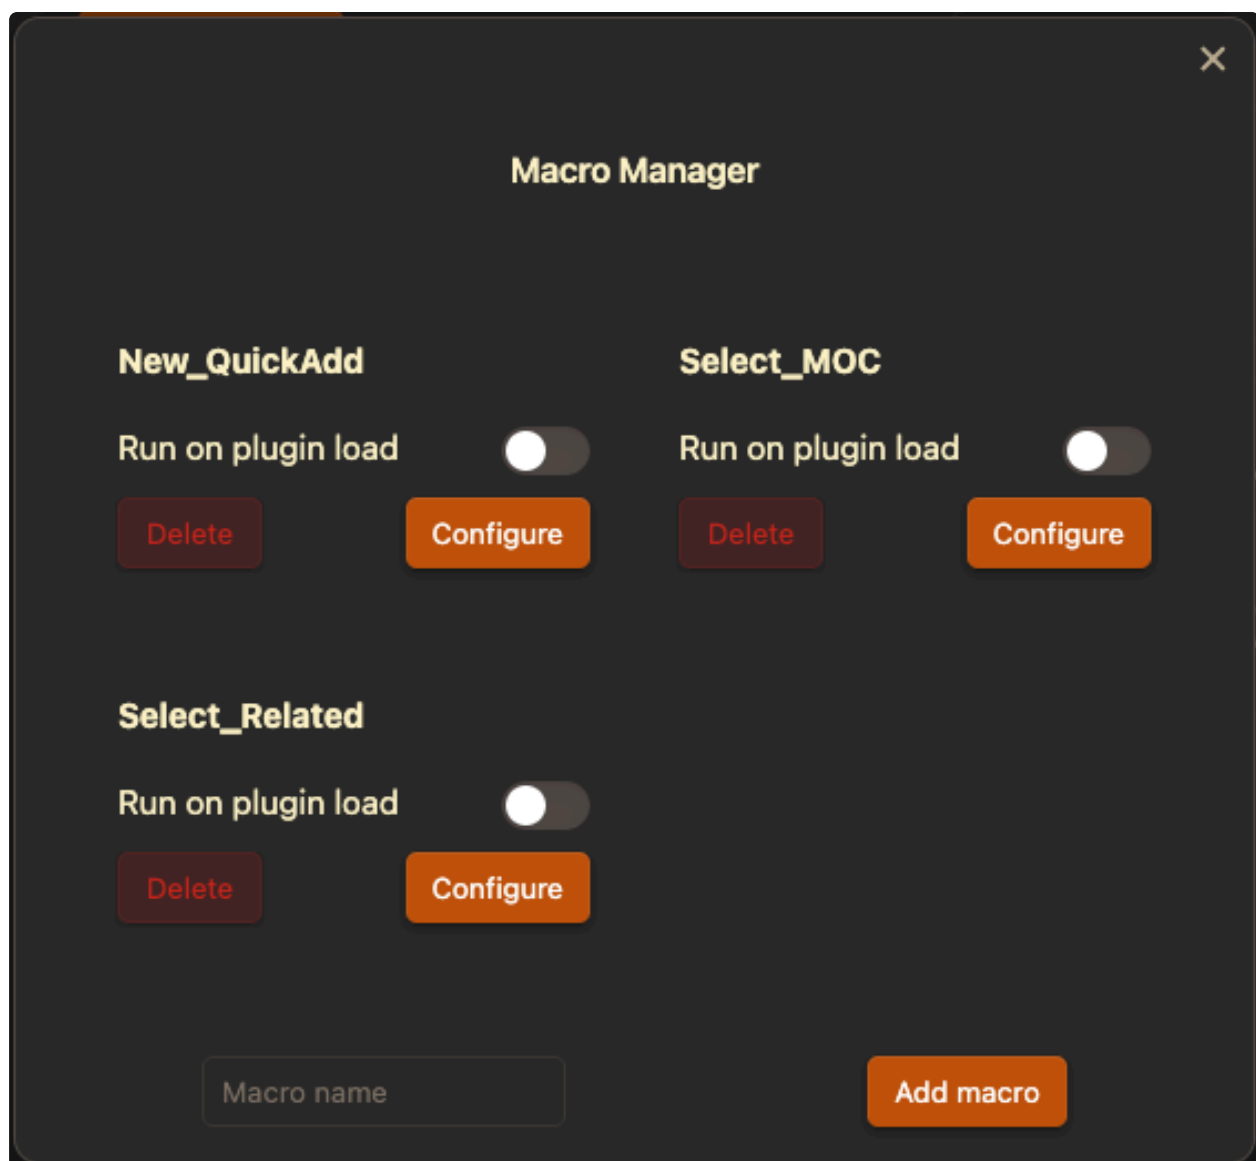 Macro Manager
New_QuickAdd
Run on plugin load
Delete
Configure
Select_MOC
Run on plugin load
Delete
Configure
Select_Related
Run on plugin load
Delete
Configure
Macro name
Add macro